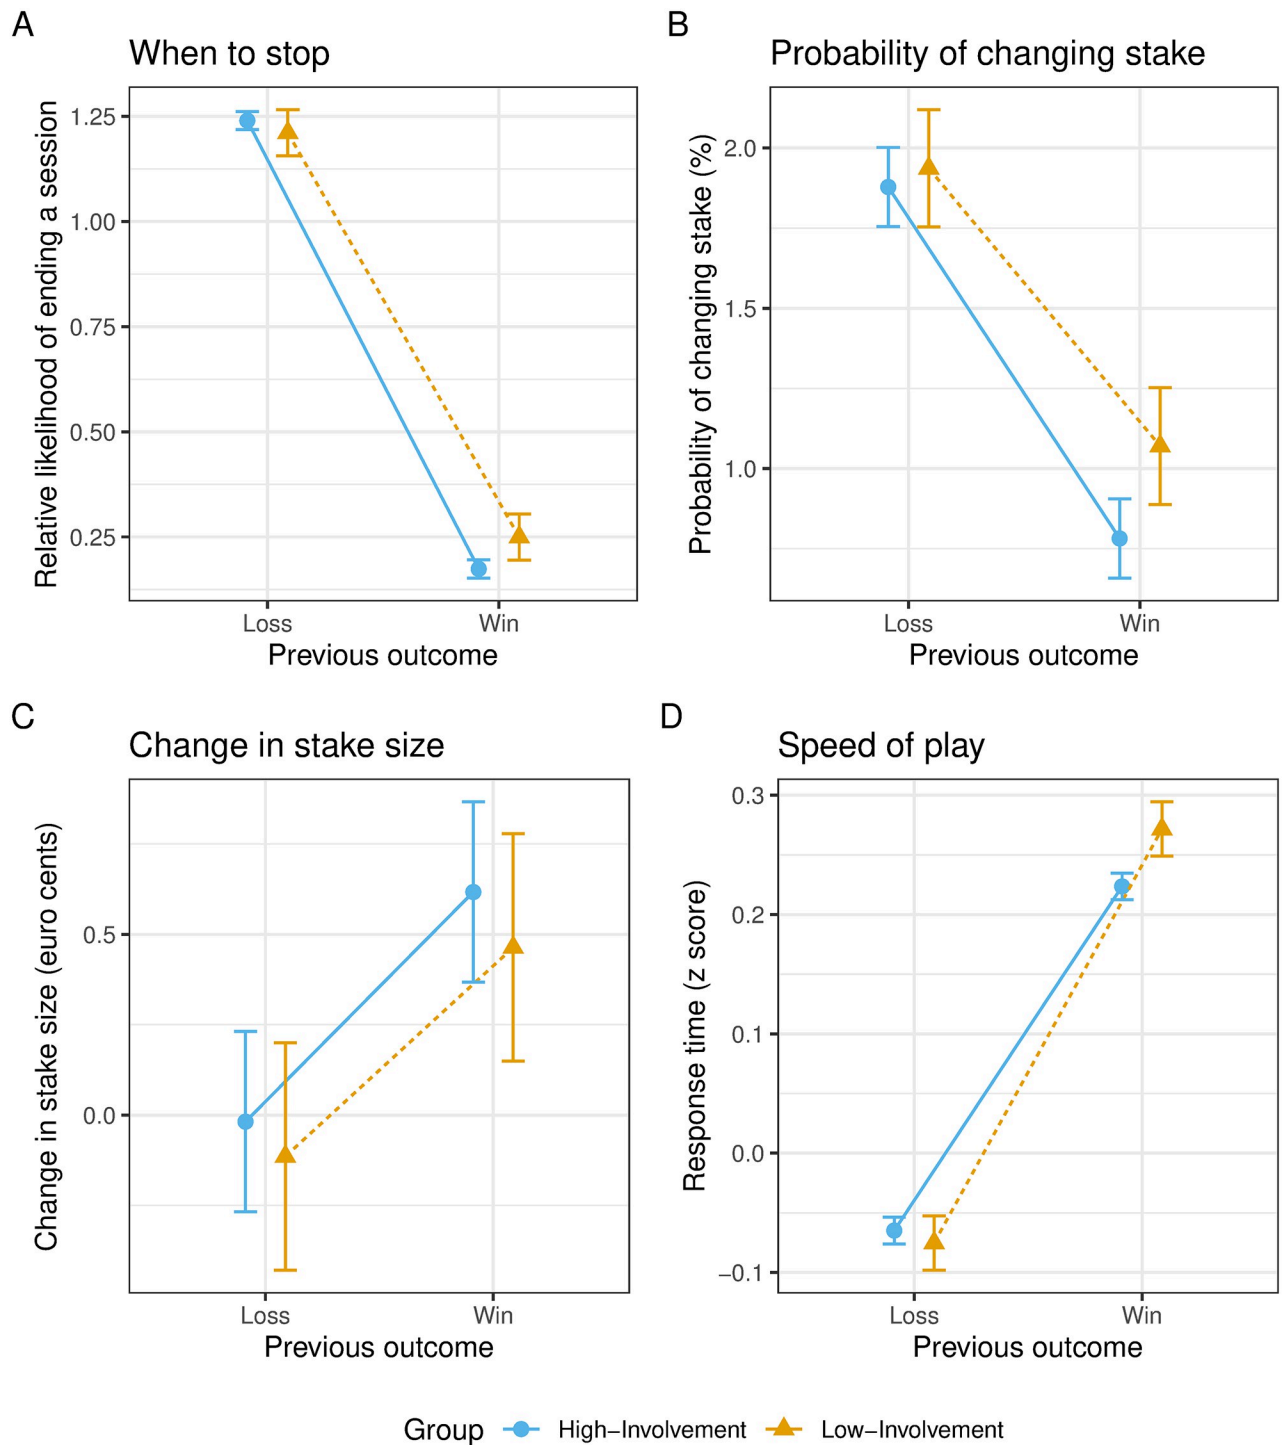 A
When to stop
Relative likelihood of ending a session
1.25
1.00
0.75
0.50
0.25
Loss Win
Previous outcome
B
Probability of changing stake
Probability of changing stake (%)
2.0
1.5
1.0
Loss Win
Previous outcome
C
Change in stake size
Change in stake size (euro cents)
0.5
0.0
Loss Win
Previous outcome
D
Speed of play
Response time (z score)
0.3
0.2
0.1
0.0
−0.1
Loss Win
Previous outcome
Group High−Involvement Low−Involvement